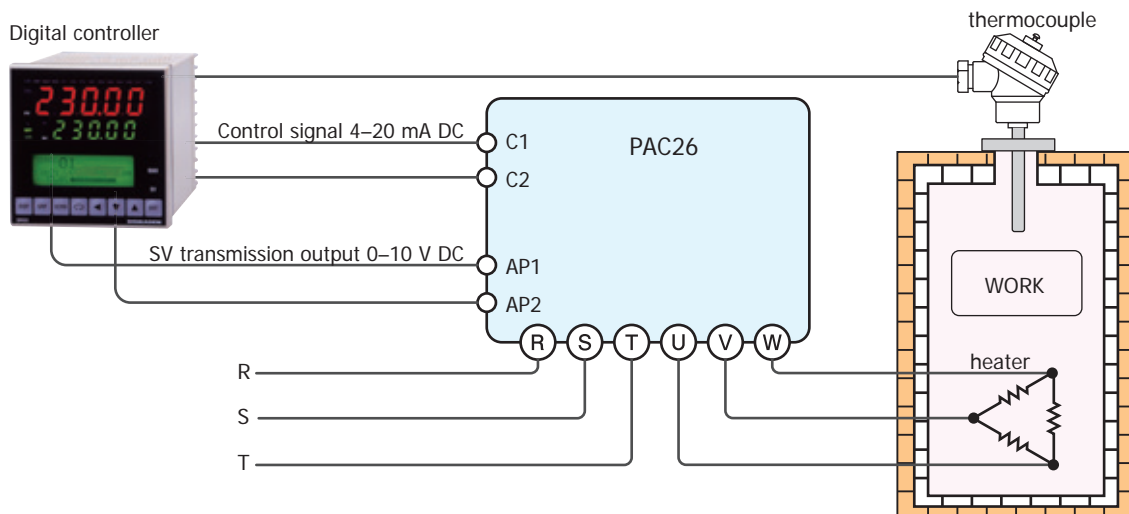 thermocouple
Digital controller
230.00
230.00
01
Control signal 4–20 mA DC
C1
PAC26
C2
SV transmission output 0–10 V DC
AP1
AP2
WORK
R S T U V W
R
heater
S
T